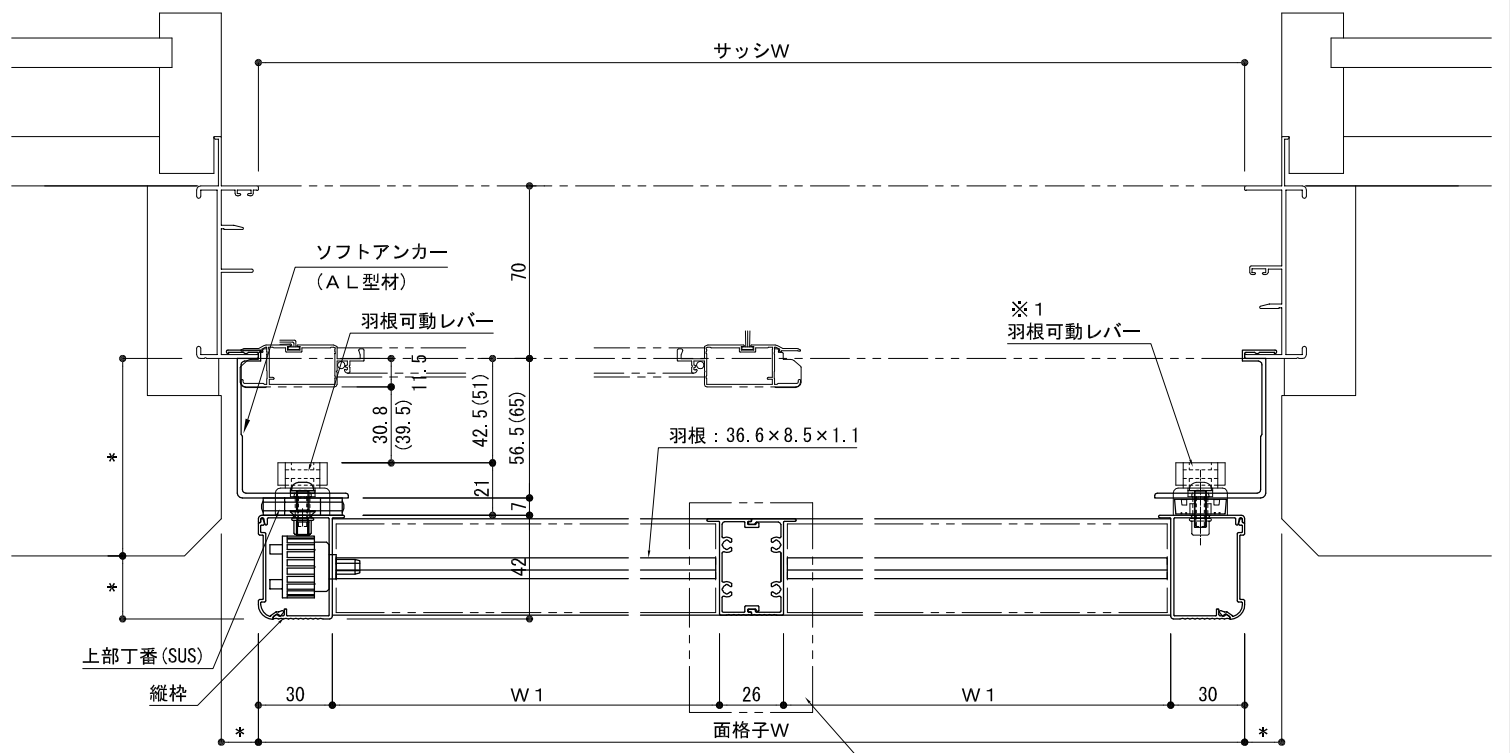 サッシW
ソフトアンカー
(AL型材)
70
羽根可動レバー
※1
羽根可動レバー
11.5
30.8
(39.5)
42.5(51)
56.5(65)
羽根：36.6×8.5×1.1
*
21
7
42
*
上部丁番(SUS)
縦枠
30
W1
26
W1
30
*
面格子W
*